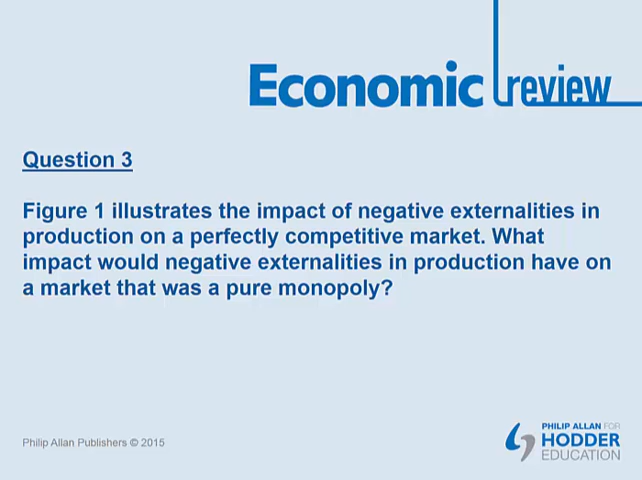 Economic review
Question 3
Figure 1 illustrates the impact of negative externalities in
production on a perfectly competitive market. What
impact would negative externalities in production have on
a market that was a pure monopoly?
Philip Allan Publishers © 2015
PHILIP ALLAN FOR
HODDER
EDUCATION